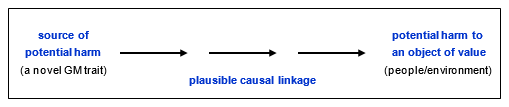 source of
potential harm
(a novel GM trait)
plausible causal linkage
potential harm to
an object of value
(people/environment)